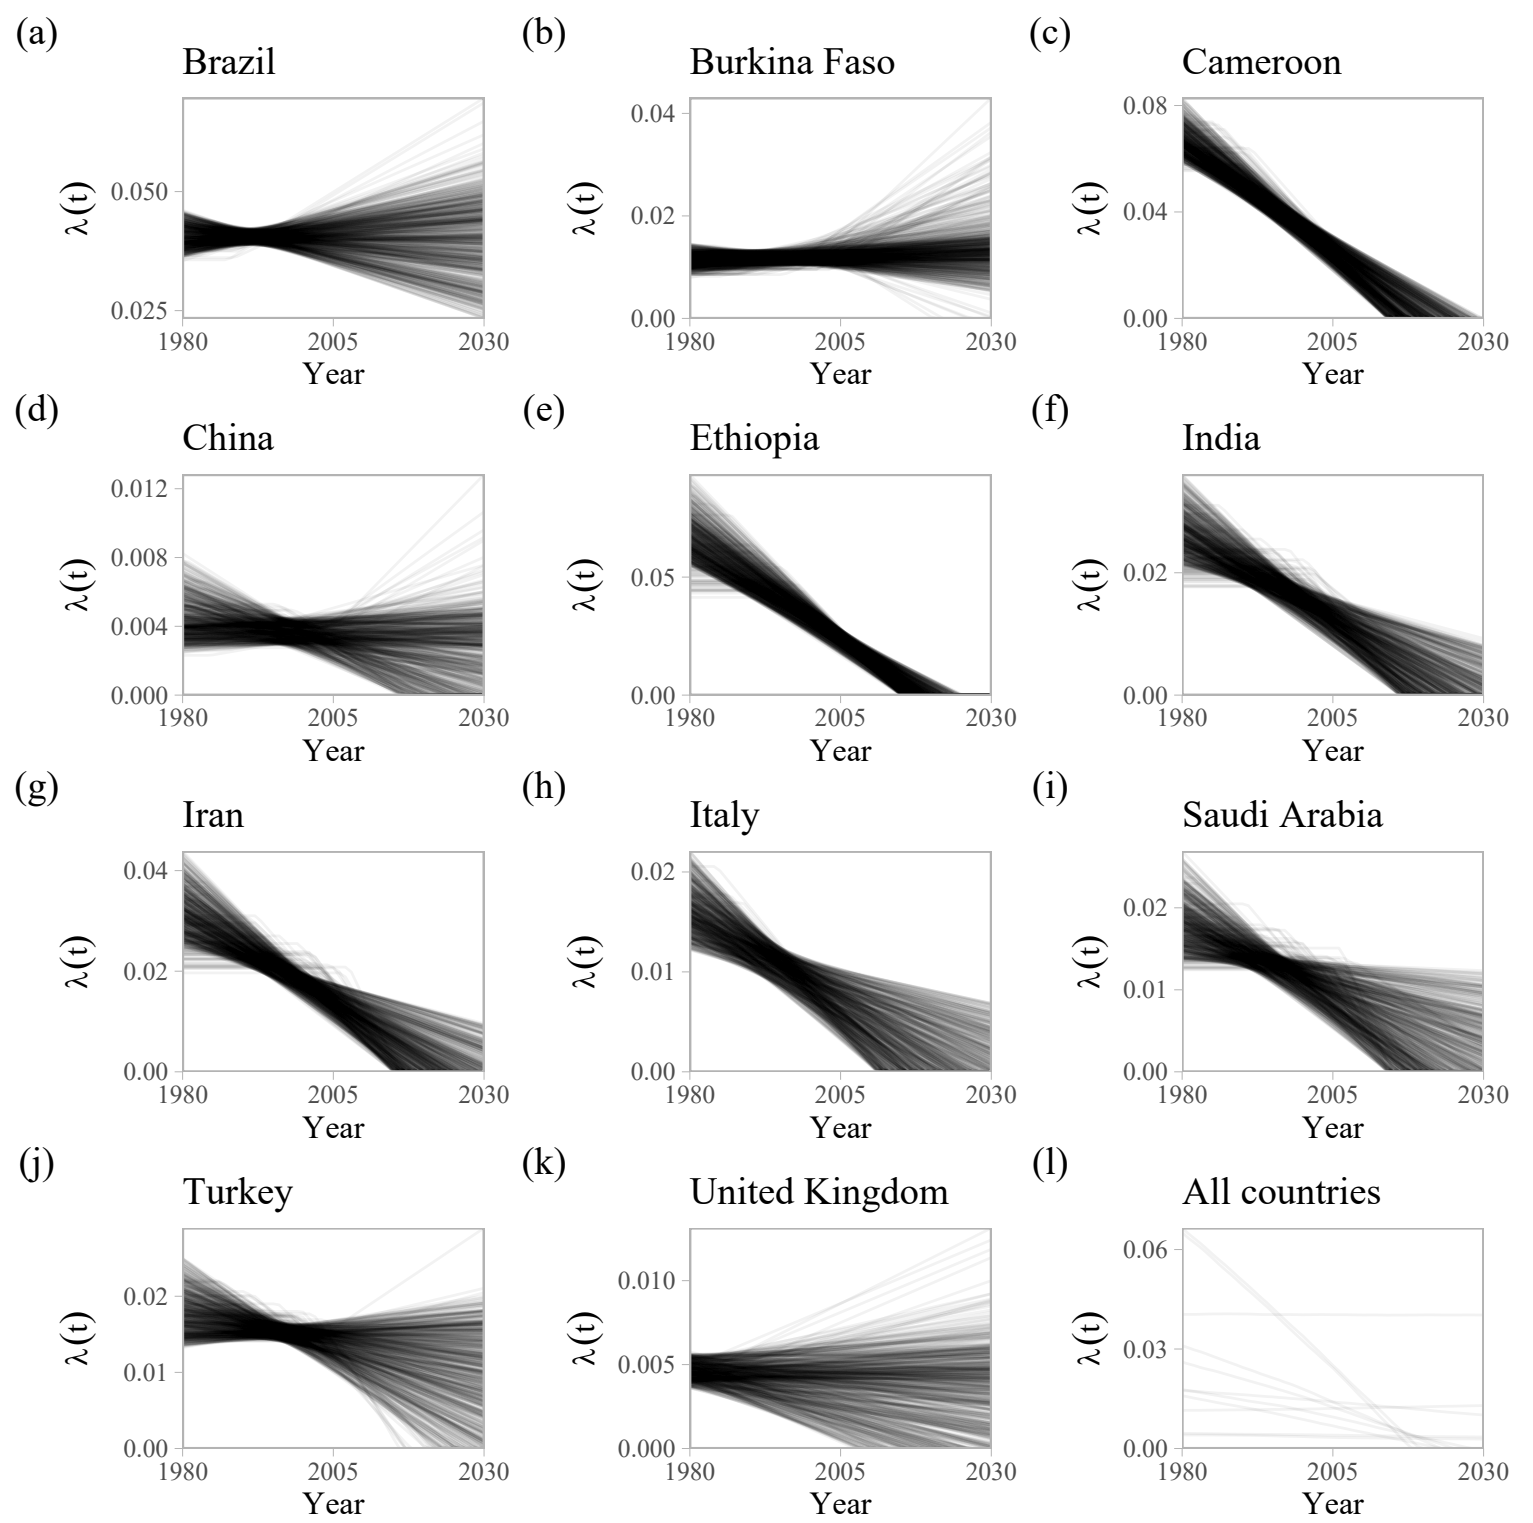 (a)
Brazil
λ(t)
0.050
0.025
1980 2005 2030
Year
(b)
Burkina Faso
λ(t)
0.04
0.02
0.00
1980 2005 2030
Year
(c)
Cameroon
λ(t)
0.08
0.04
0.00
1980 2005 2030
Year
(d)
China
λ(t)
0.012
0.008
0.004
0.000
1980 2005 2030
Year
(e)
Ethiopia
λ(t)
0.05
0.00
1980 2005 2030
Year
(f)
India
λ(t)
0.02
0.00
1980 2005 2030
Year
(g)
Iran
λ(t)
0.04
0.02
0.00
1980 2005 2030
Year
(h)
Italy
λ(t)
0.02
0.01
0.00
1980 2005 2030
Year
(i)
Saudi Arabia
λ(t)
0.02
0.01
0.00
1980 2005 2030
Year
(j)
Turkey
λ(t)
0.02
0.01
0.00
1980 2005 2030
Year
(k)
United Kingdom
λ(t)
0.010
0.005
0.000
1980 2005 2030
Year
(l)
All countries
λ(t)
0.06
0.03
0.00
1980 2005 2030
Year